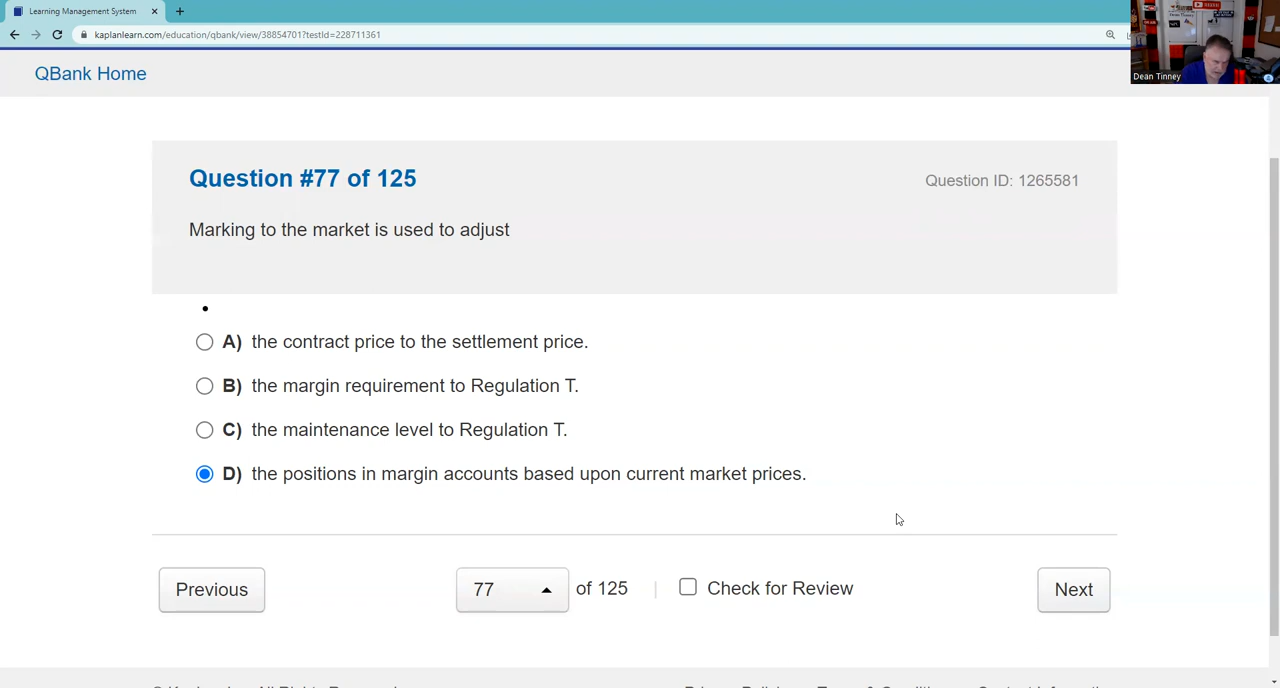 Learning Management System
kaplanlearn.com/education/qbank/view/38854701?testId=228711361
Dean Tinney
QBank Home
Question #77 of 125
Question ID: 1265581
Marking to the market is used to adjust
A) the contract price to the settlement price.
B) the margin requirement to Regulation T.
C) the maintenance level to Regulation T.
D) the positions in margin accounts based upon current market prices.
Previous
77
of 125
Check for Review
Next